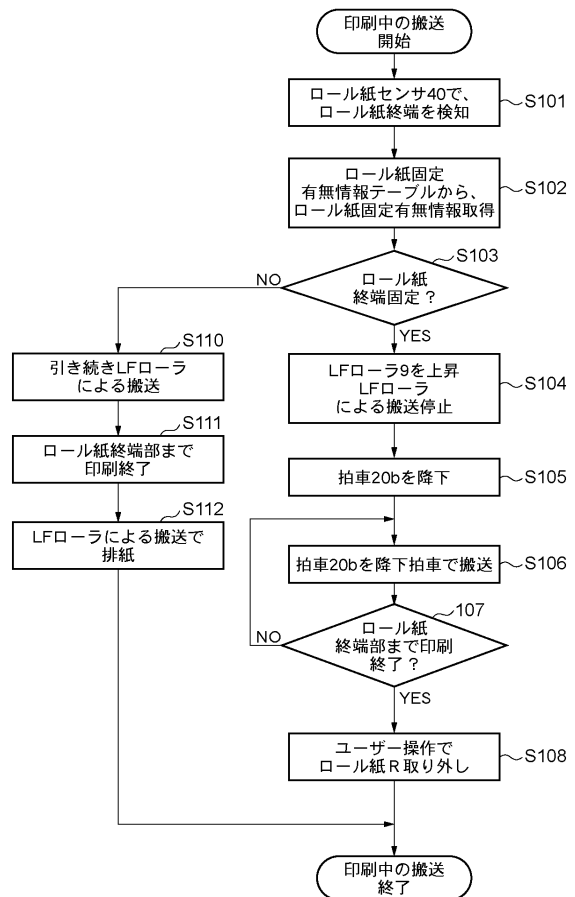 印刷中の搬送
開始
ロール紙センサ40で、
ロール紙終端を検知
S101
ロール紙固定
有無情報テーブルから、
ロール紙固定有無情報取得
S102
S103
ロール紙
終端固定？
NO
YES
S110
引き続きLFローラ
による搬送
LFローラ9を上昇
LFローラ
による搬送停止
S104
S111
ロール紙終端部まで
印刷終了
拍車20bを降下
S105
S112
LFローラによる搬送で
排紙
拍車20bを降下拍車で搬送
S106
107
ロール紙
終端部まで印刷
終了？
NO
YES
ユーザー操作で
ロール紙R取り外し
S108
印刷中の搬送
終了